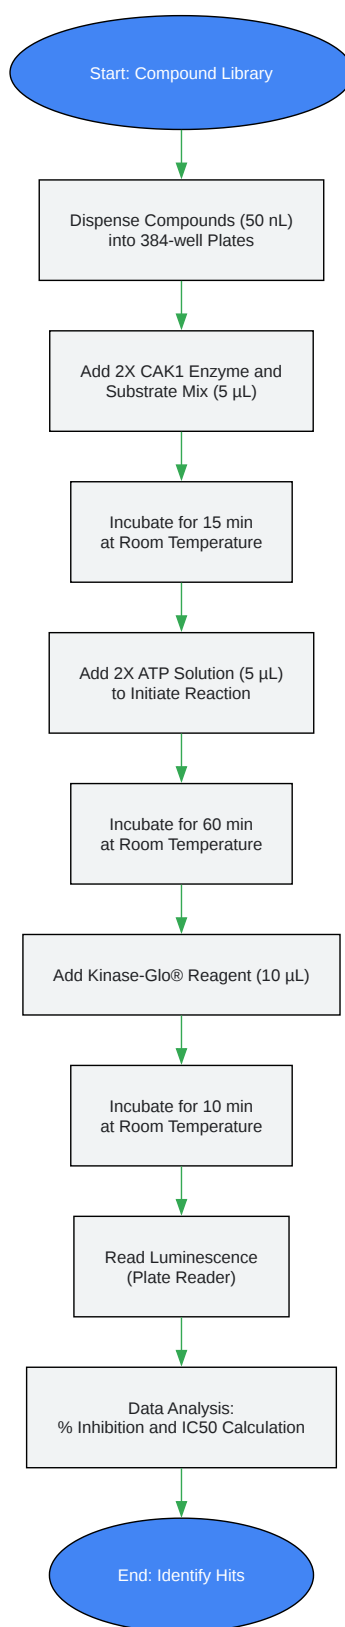 Start: Compound Library
Dispense Compounds (50 nL)
into 384-well Plates
Add 2X CAK1 Enzyme and
Substrate Mix (5 µL)
Incubate for 15 min
at Room Temperature
Add 2X ATP Solution (5 µL)
to Initiate Reaction
Incubate for 60 min
at Room Temperature
Add Kinase-Glo® Reagent (10 µL)
Incubate for 10 min
at Room Temperature
Read Luminescence
(Plate Reader)
Data Analysis:
% Inhibition and IC50 Calculation
End: Identify Hits